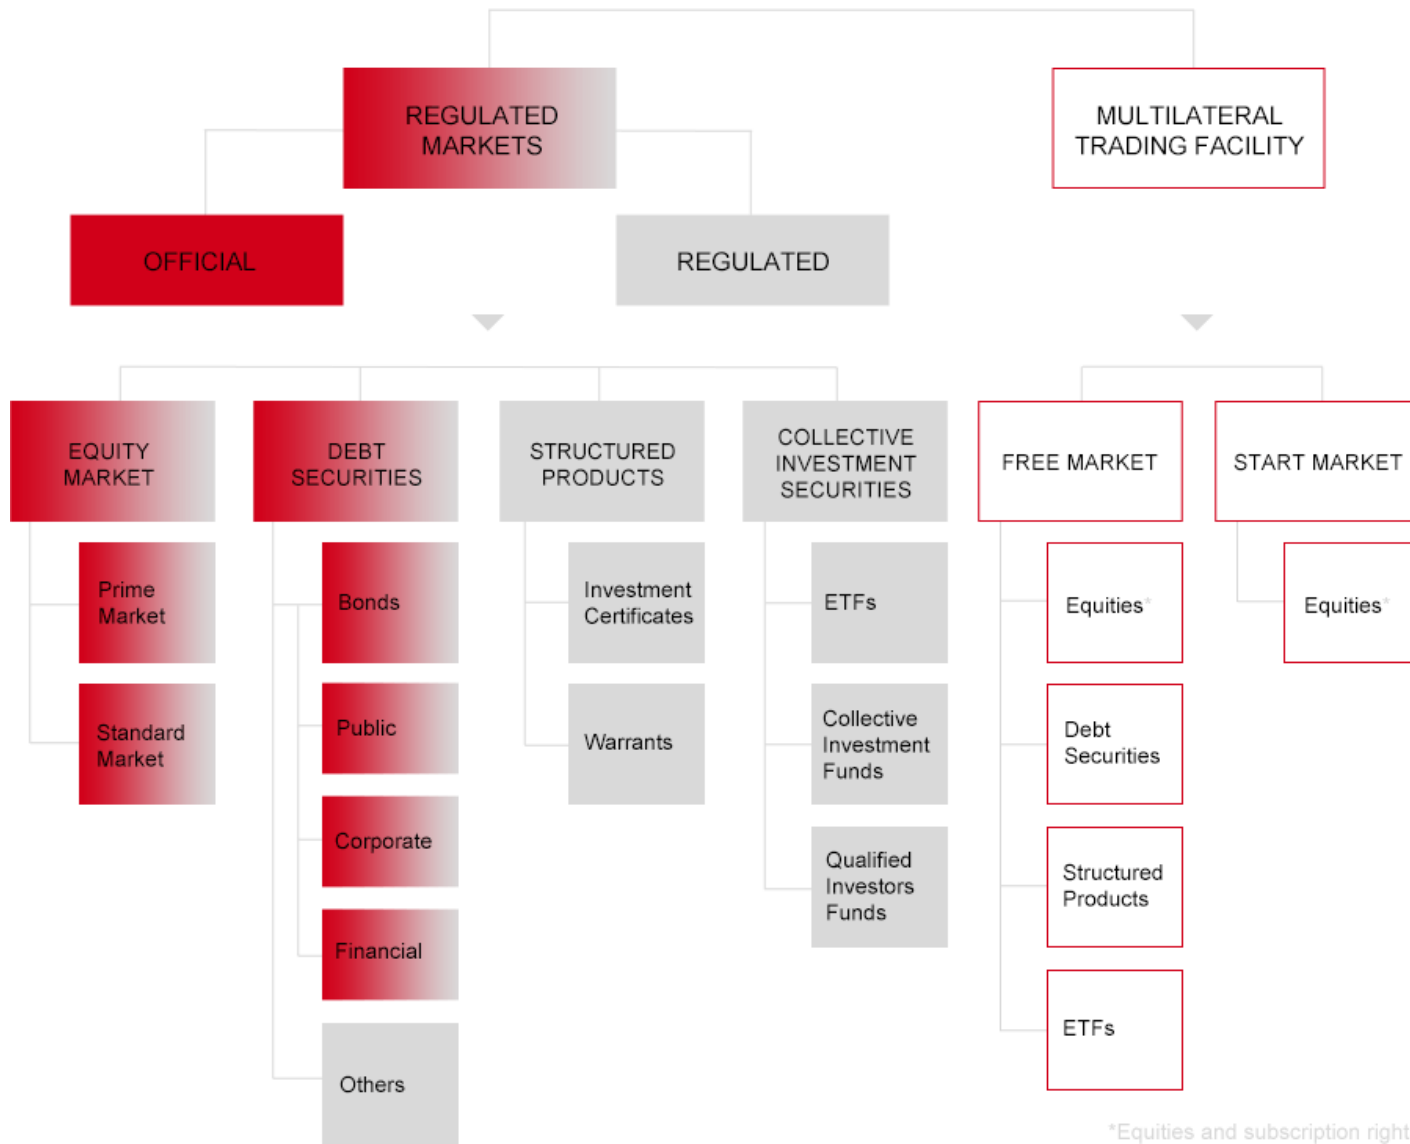 REGULATED
MARKETS
MULTILATERAL
TRADING FACILITY
OFFICIAL
REGULATED
EQUITY
MARKET
DEBT
SECURITIES
STRUCTURED
PRODUCTS
COLLECTIVE
INVESTMENT
SECURITIES
FREE MARKET
START MARKET
Prime
Market
Standard
Market
Bonds
Public
Corporate
Financial
Others
Investment
Certificates
Warrants
ETFs
Collective
Investment
Funds
Qualified
Investors
Funds
Equities*
Debt
Securities
Structured
Products
ETFs
Equities*
*Equities and subscription right